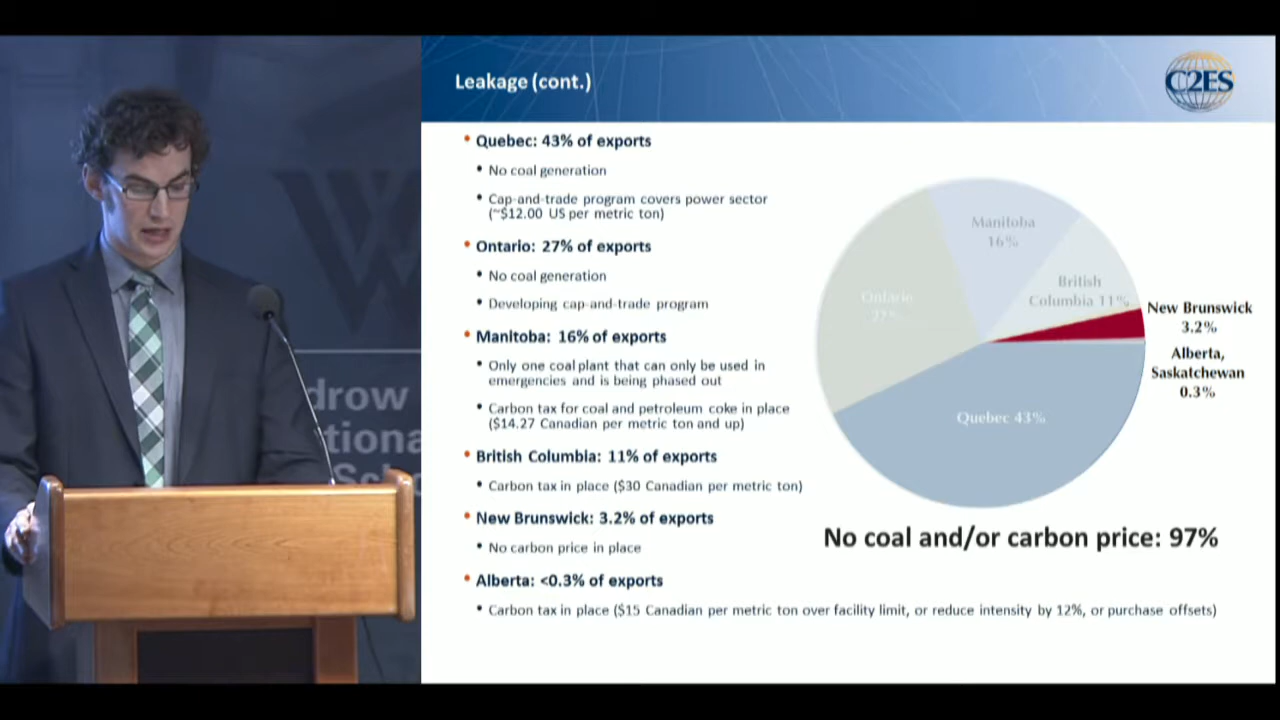 Leakage (cont.)
C2ES
• Quebec: 43% of exports
• No coal generation
• Cap-and-trade program covers power sector
(~$12.00 US per metric ton)
• Ontario: 27% of exports
• No coal generation
• Developing cap-and-trade program
• Manitoba: 16% of exports
• Only one coal plant that can only be used in
emergencies and is being phased out
• Carbon tax for coal and petroleum coke in place
($14.27 Canadian per metric ton and up)
• British Columbia: 11% of exports
• Carbon tax in place ($30 Canadian per metric ton)
• New Brunswick: 3.2% of exports
• No carbon price in place
• Alberta: <0.3% of exports
• Carbon tax in place ($15 Canadian per metric ton over facility limit, or reduce intensity by 12%, or purchase offsets)
Manitoba
16%
British
Columbia 11%
Ontario
27%
New Brunswick
3.2%
Alberta,
Saskatchewan
0.3%
Quebec 43%
No coal and/or carbon price: 97%
W
drow
tiona
Sc